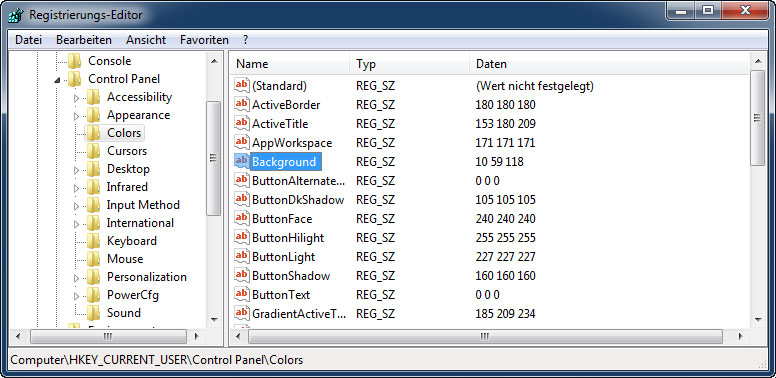 Registrierungs-Editor
Datei Bearbeiten Ansicht Favoriten ?
Console
Control Panel
Accessibility
Appearance
Colors
Cursors
Desktop
Infrared
Input Method
International
Keyboard
Mouse
Personalization
PowerCfg
Sound
Name Typ Daten
(Standard) REG_SZ (Wert nicht festgelegt)
ActiveBorder REG_SZ 180 180 180
ActiveTitle REG_SZ 153 180 209
AppWorkspace REG_SZ 171 171 171
Background REG_SZ 10 59 118
ButtonAlternate... REG_SZ 0 0 0
ButtonDkShadow REG_SZ 105 105 105
ButtonFace REG_SZ 240 240 240
ButtonHilight REG_SZ 255 255 255
ButtonLight REG_SZ 227 227 227
ButtonShadow REG_SZ 160 160 160
ButtonText REG_SZ 0 0 0
GradientActiveT... REG_SZ 185 209 234
Computer\HKEY_CURRENT_USER\Control Panel\Colors